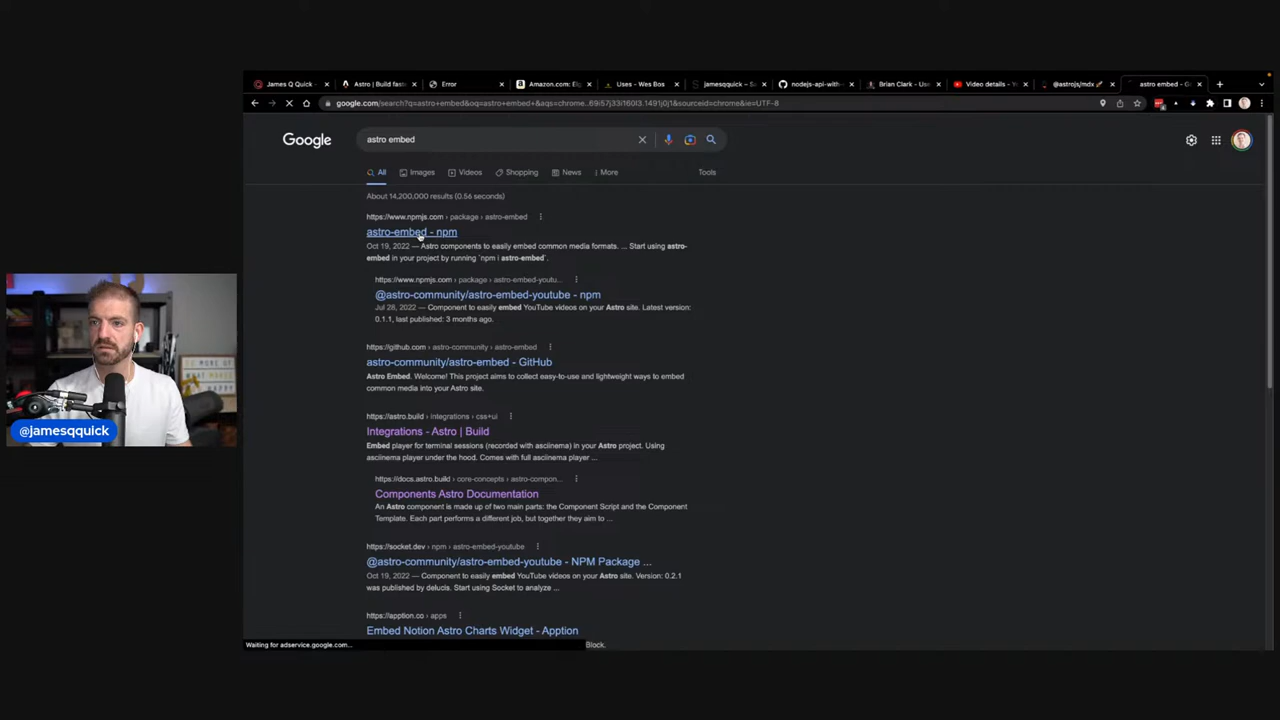 James Q Quick -
Astro | Build fast
Error
Amazon.com: Elg
Uses - Wes Bos
jamesqquick – S
nodejs-api-with-
Brian Clark - Use
Video details - Y
@astrojs/mdx 🚀
astro embed - G
google.com/search?q=astro+embed&oq=astro+embed+&aqs=chrome..69i57j33i160l3.1491j0j1&sourceid=chrome&ie=UTF-8
Google
astro embed
All
Images
Videos
Shopping
News
More
Tools
About 14,200,000 results (0.56 seconds)
https://www.npmjs.com › package › astro-embed
astro-embed - npm
Oct 19, 2022 — Astro components to easily embed common media formats. ... Start using astro-
embed in your project by running `npm i astro-embed`.
https://www.npmjs.com › package › astro-embed-youtu...
@astro-community/astro-embed-youtube - npm
Jul 28, 2022 — Component to easily embed YouTube videos on your Astro site. Latest version:
0.1.1, last published: 3 months ago.
https://github.com › astro-community › astro-embed
astro-community/astro-embed - GitHub
Astro Embed. Welcome! This project aims to collect easy-to-use and lightweight ways to embed
common media into your Astro site.
https://astro.build › integrations › css+ui
Integrations - Astro | Build
Embed player for terminal sessions (recorded with asciinema) in your Astro project. Using
asciinema player under the hood. Comes with full asciinema player ...
https://docs.astro.build › core-concepts › astro-compon...
Components Astro Documentation
An Astro component is made up of two main parts: the Component Script and the Component
Template. Each part performs a different job, but together they aim to ...
https://socket.dev › npm › astro-embed-youtube
@astro-community/astro-embed-youtube - NPM Package ...
Oct 19, 2022 — Component to easily embed YouTube videos on your Astro site. Version: 0.2.1
was published by delucis. Start using Socket to analyze ...
https://apption.co › apps
Embed Notion Astro Charts Widget - Apption
Waiting for adservice.google.com...
Block.
@jamesqquick